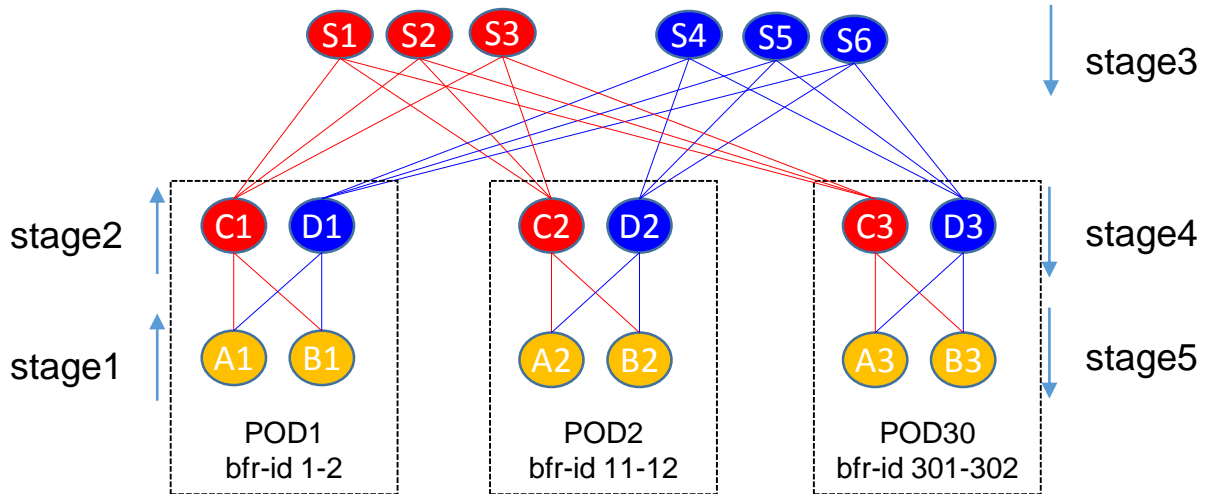 S1 S2 S3 S4 S5 S6
stage3
C1 D1 C2 D2 C3 D3
stage2
stage4
A1 B1 A2 B2 A3 B3
stage1
stage5
POD1
bfr-id 1-2
POD2
bfr-id 11-12
POD30
bfr-id 301-302